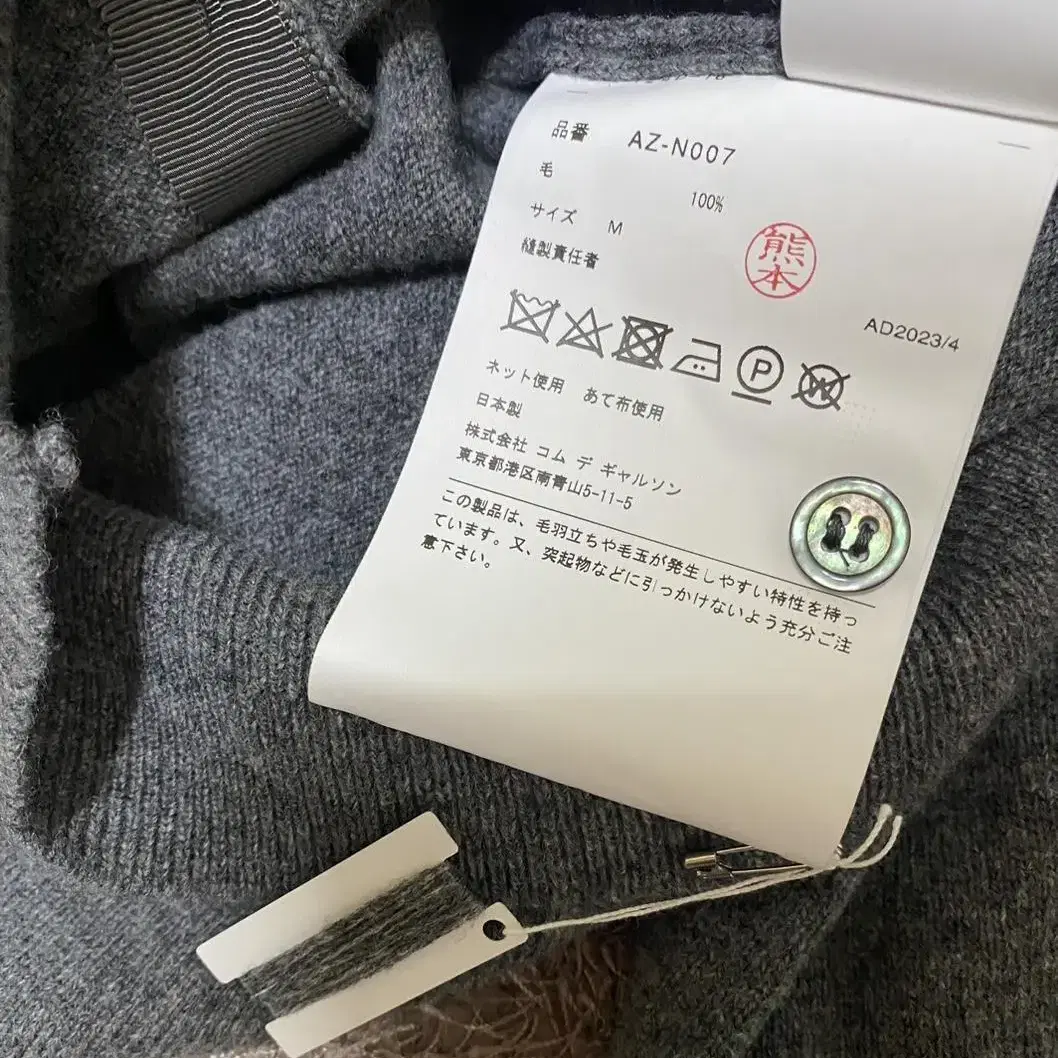 品番 AZ-N007
毛 100%
サイズ M
縫製責任者
熊本
AD2023/4
P
W
ネット使用 あて布使用
日本製
株式会社 コム デ ギャルソン
東京都港区南青山5-11-5
この製品は、毛羽立ちや毛玉が発生しやすい特性を持っ
ています。又、突起物などに引っかけないよう充分ご注
意下さい。